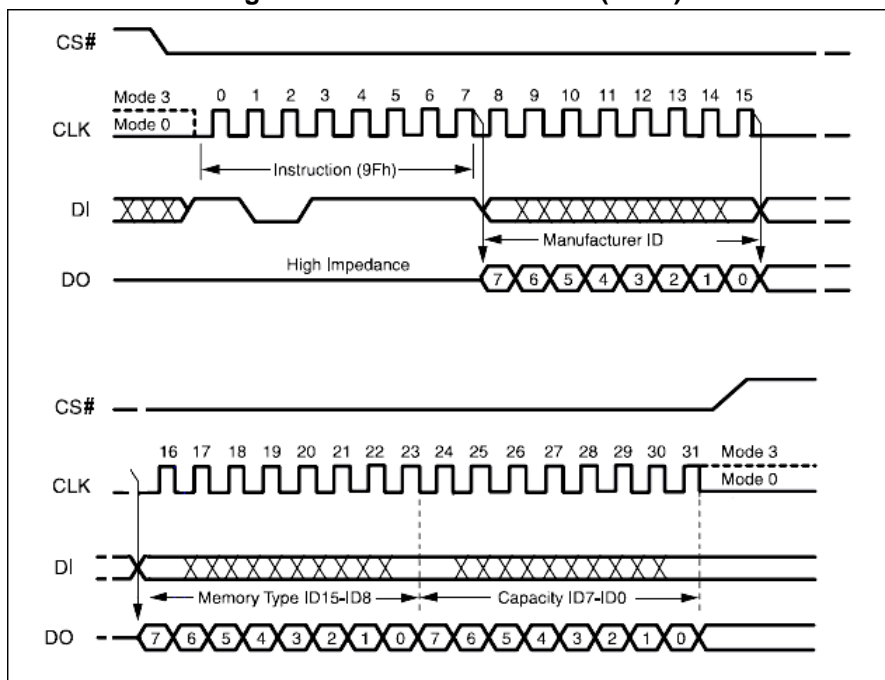 CS#
Mode 3
0 1 2 3 4 5 6 7 8 9 10 11 12 13 14 15
CLK
Mode 0
Instruction (9Fh)
DI
Manufacturer ID
High Impedance
DO
7 6 5 4 3 2 1 0
CS#
16 17 18 19 20 21 22 23 24 25 26 27 28 29 30 31
Mode 3
CLK
Mode 0
DI
Memory Type ID15-ID8
Capacity ID7-ID0
DO
7 6 5 4 3 2 1 0 7 6 5 4 3 2 1 0